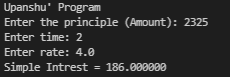 Upanshu' Program
Enter the principle (Amount): 2325
Enter time: 2
Enter rate: 4.0
Simple Intrest = 186.000000